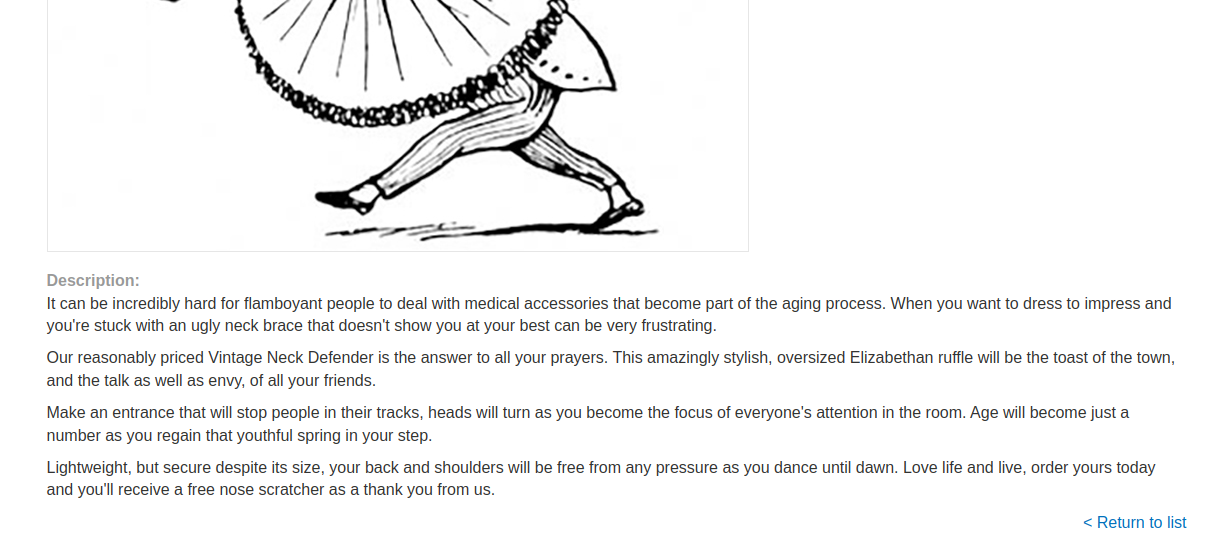 Description:
It can be incredibly hard for flamboyant people to deal with medical accessories that become part of the aging process. When you want to dress to impress and
you're stuck with an ugly neck brace that doesn't show you at your best can be very frustrating.
Our reasonably priced Vintage Neck Defender is the answer to all your prayers. This amazingly stylish, oversized Elizabethan ruffle will be the toast of the town,
and the talk as well as envy, of all your friends.
Make an entrance that will stop people in their tracks, heads will turn as you become the focus of everyone's attention in the room. Age will become just a
number as you regain that youthful spring in your step.
Lightweight, but secure despite its size, your back and shoulders will be free from any pressure as you dance until dawn. Love life and live, order yours today
and you'll receive a free nose scratcher as a thank you from us.
< Return to list